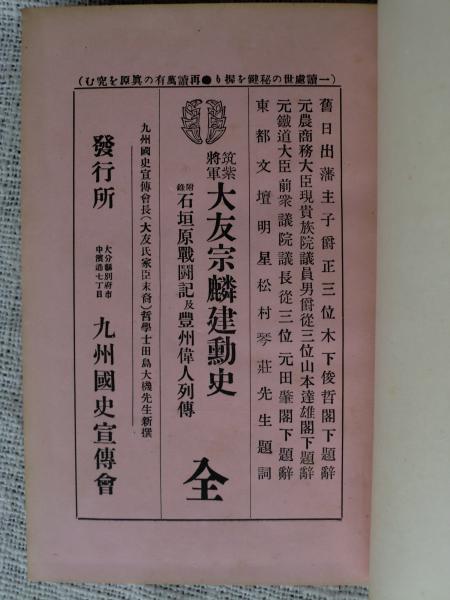 (一讀處世の秘鍵を握り●再讀萬有の眞原を究む)
舊日出藩主子爵正三位木下俊哲閣下題辭
元農商務大臣現貴族院議員男爵從三位山本達雄閣下題辭
元鐵道大臣前衆議院議長從三位元田肇閣下題辭
東都文壇明星松村琴莊先生題詞
筑紫將軍大友宗麟建勳史 全
附錄石垣原戰鬪記及豐州偉人列傳
九州國史宣傳會長(大友氏家臣末裔)哲學士田島大機先生新撰
發行所 大分縣別府市中濱通七丁目 九州國史宣傳會